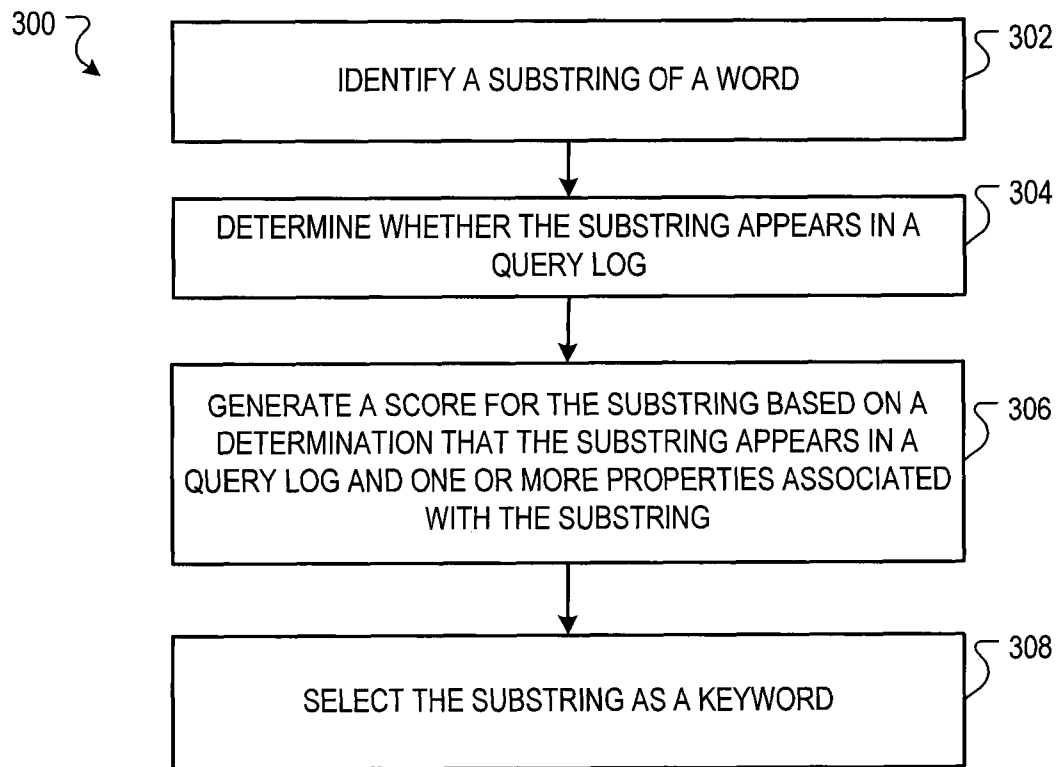 300
302
IDENTIFY A SUBSTRING OF A WORD
304
DETERMINE WHETHER THE SUBSTRING APPEARS IN A
QUERY LOG
GENERATE A SCORE FOR THE SUBSTRING BASED ON A
DETERMINATION THAT THE SUBSTRING APPEARS IN A
306
QUERY LOG AND ONE OR MORE PROPERTIES ASSOCIATED
WITH THE SUBSTRING
308
SELECT THE SUBSTRING AS A KEYWORD